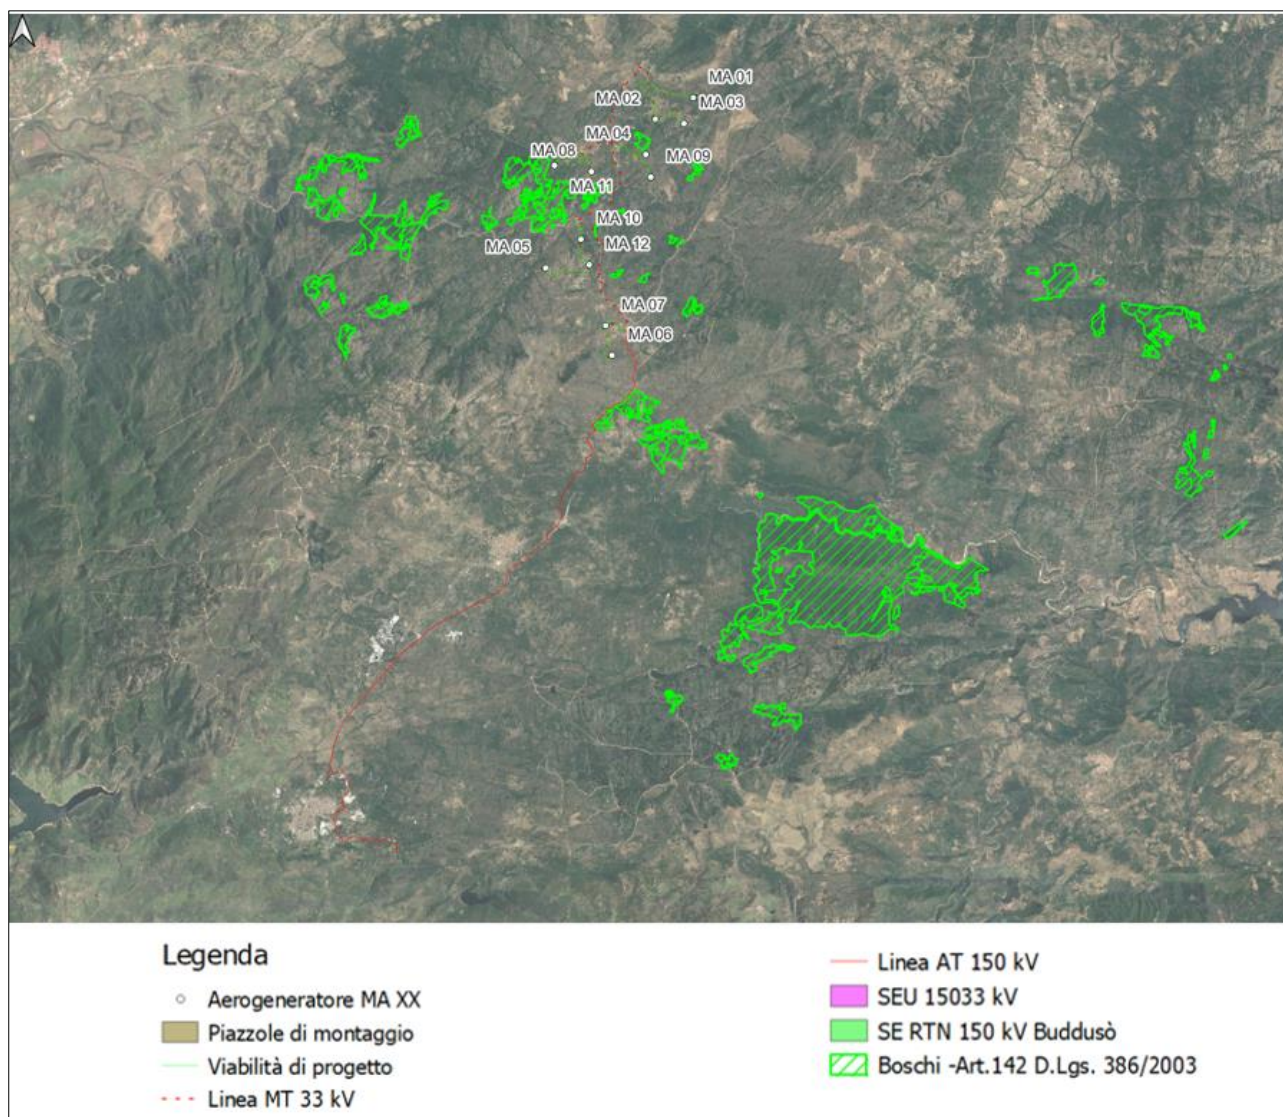 MA 01
MA 02
MA 03
MA 04
MA 08
MA 09
MA 11
MA 10
MA 05
MA 12
MA 07
MA 06
Legenda
Aerogeneratore MA XX
Piazzole di montaggio
Viabilità di progetto
Linea MT 33 kV
Linea AT 150 kV
SEU 15033 kV
SE RTN 150 kV Buddusò
Boschi -Art.142 D.Lgs. 386/2003